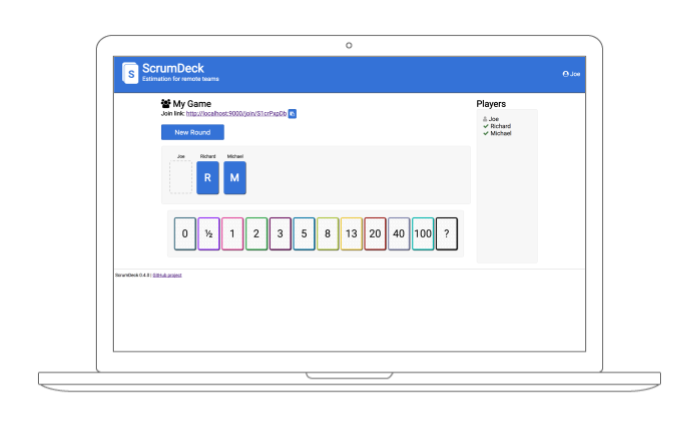 S
ScrumDeck
Estimation for remote teams
Joe
My Game
Join link: http://localhost:9000/join/S1crPxpDb
New Round
Joe Richard Michael
R M
0 ½ 1 2 3 5 8 13 20 40 100 ?
Players
Joe
Richard
Michael
ScrumDeck 0.4.3 | GitHub project